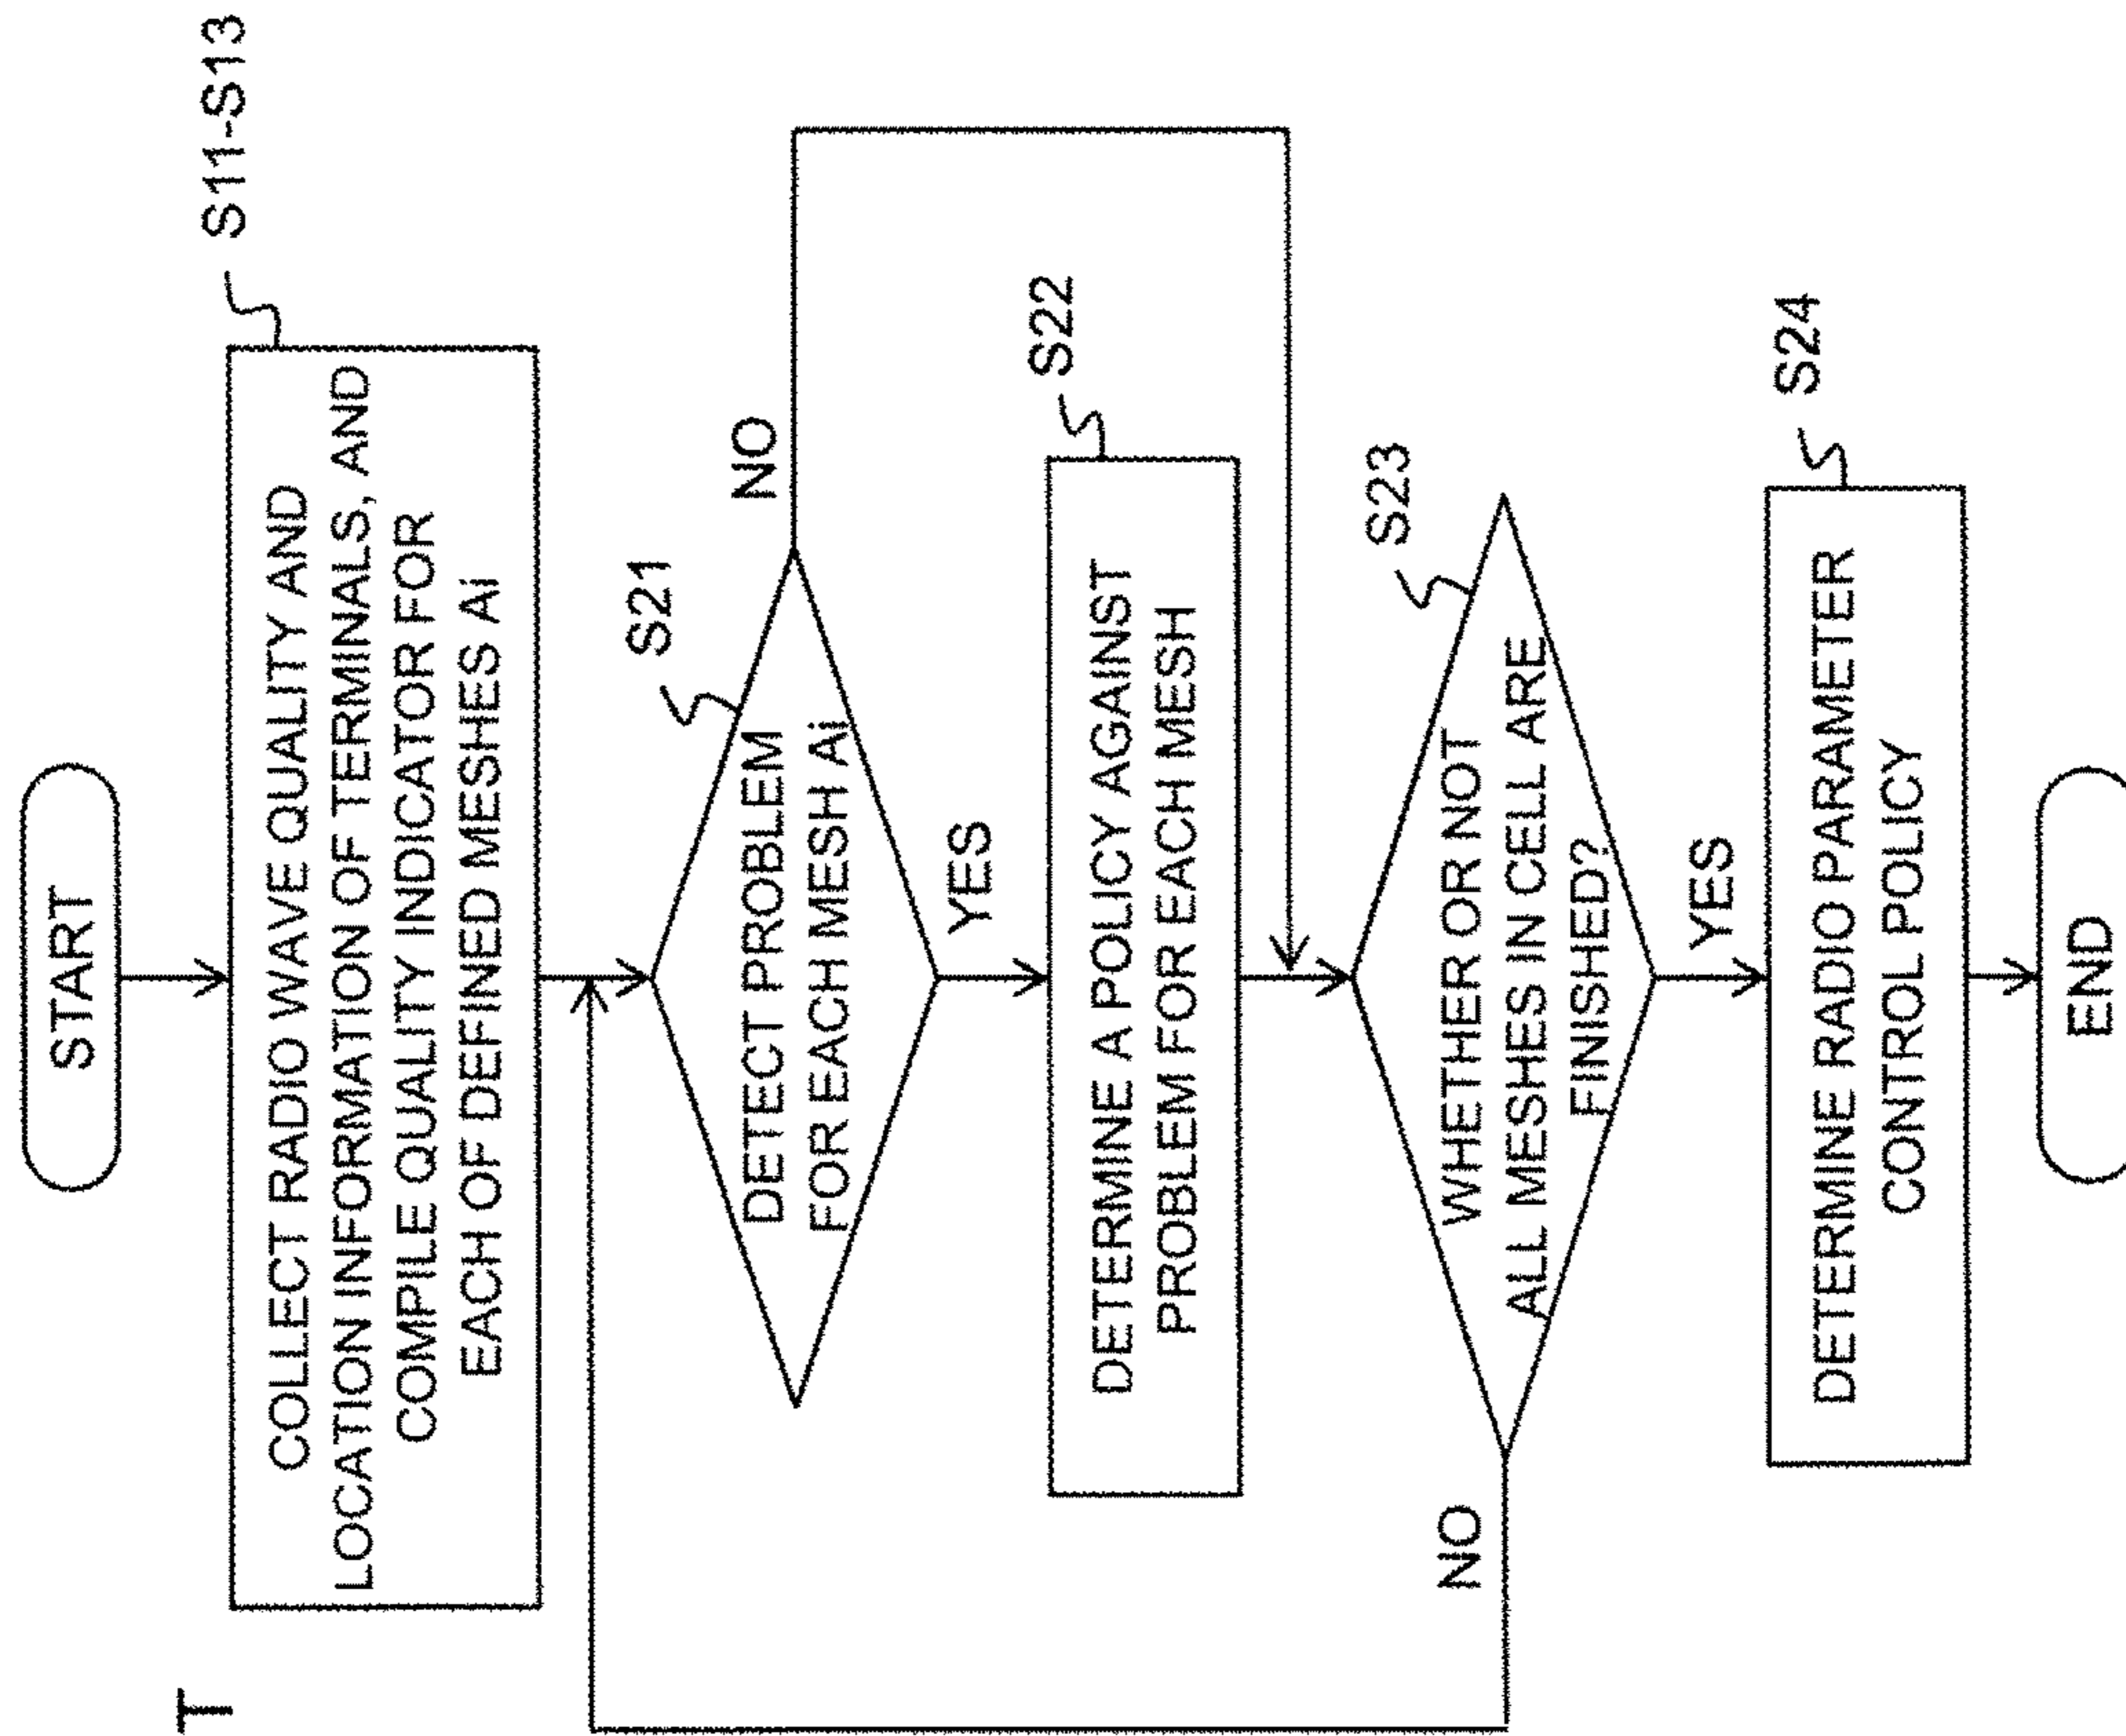 T
START
S11-S13
COLLECT RADIO WAVE QUALITY AND
LOCATION INFORMATION OF TERMINALS, AND
COMPILE QUALITY INDICATOR FOR
EACH OF DEFINED MESHES Ai
S21
DETECT PROBLEM
FOR EACH MESH Ai
NO
YES
S22
DETERMINE A POLICY AGAINST
PROBLEM FOR EACH MESH
S23
WHETHER OR NOT
ALL MESHES IN CELL ARE
FINISHED?
NO
YES
S24
DETERMINE RADIO PARAMETER
CONTROL POLICY
END